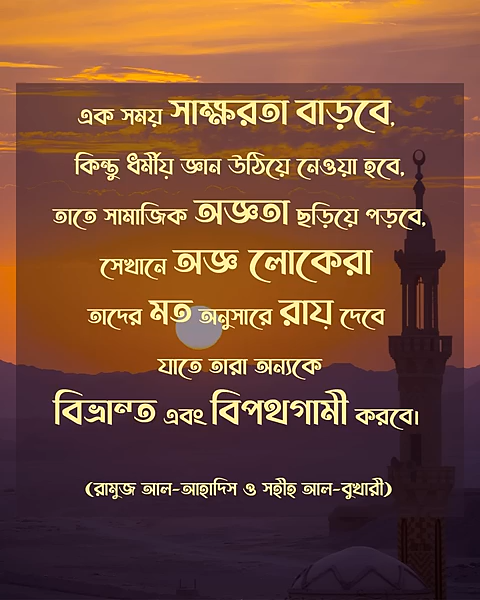 এক সময় সাক্ষরতা বাড়বে,
কিন্তু ধর্মীয় জ্ঞান উঠিয়ে নেওয়া হবে,
তাতে সামাজিক অজ্ঞতা ছড়িয়ে পড়বে,
সেখানে অজ্ঞ লোকেরা
তাদের মত অনুসারে রায় দেবে
যাতে তারা অন্যকে
বিভ্রান্ত এবং বিপথগামী করবে।
(রামুজ আল-আহাদিস ও সহীহ আল-বুখারী)